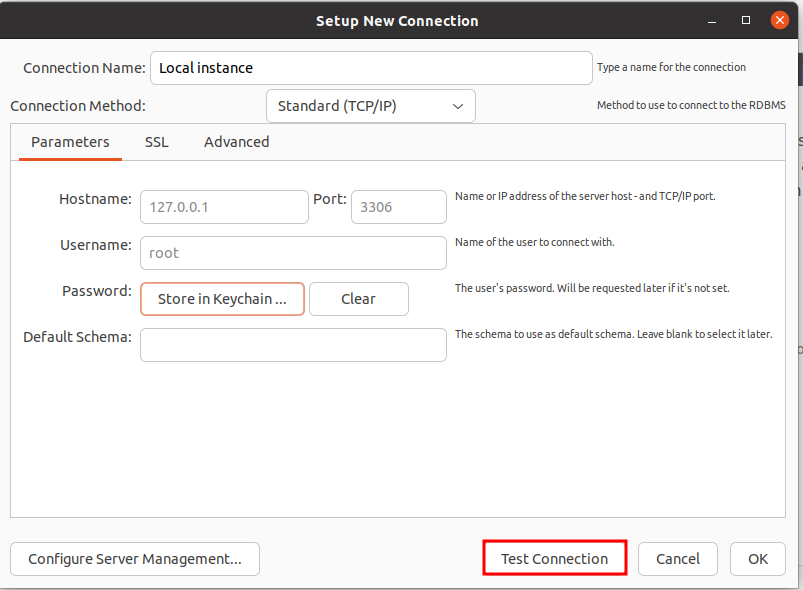 Setup New Connection
Connection Name: Local instance Type a name for the connection
Connection Method: Standard (TCP/IP) Method to use to connect to the RDBMS
Parameters SSL Advanced
Hostname: 127.0.0.1 Port: 3306 Name or IP address of the server host - and TCP/IP port.
Username: root Name of the user to connect with.
Password: Store in Keychain ... Clear The user's password. Will be requested later if it's not set.
Default Schema: The schema to use as default schema. Leave blank to select it later.
Configure Server Management... Test Connection Cancel OK